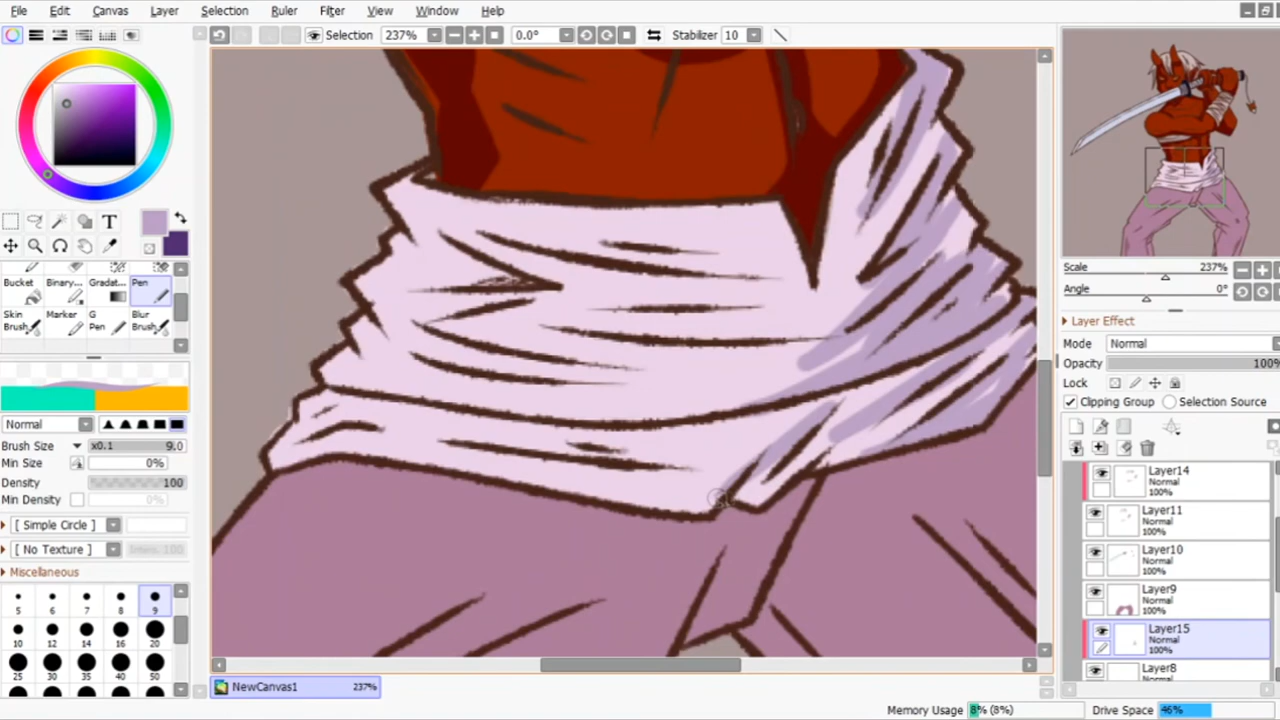 File Edit Canvas Layer Selection Ruler Filter View Window Help
Selection 237% 0.0° Stabilizer 10
T
Bucket Binary Gradat Pen
Skin Brush Marker G Pen Blur Brush
Normal
Brush Size x0.1 9.0
Min Size 0%
Density 100
Min Density 0%
[ Simple Circle ]
[ No Texture ]
Miscellaneous
5 6 7 8 9
10 12 14 16 20
25 30 35 40 50
Scale 237%
Angle 0°
Layer Effect
Mode Normal
Opacity 100%
Lock
Clipping Group Selection Source
Layer14
Normal
100%
Layer11
Normal
100%
Layer10
Normal
100%
Layer9
Normal
100%
Layer15
Normal
100%
Layer8
Normal
NewCanvas1 237%
Memory Usage 8% (8%) Drive Space 46%